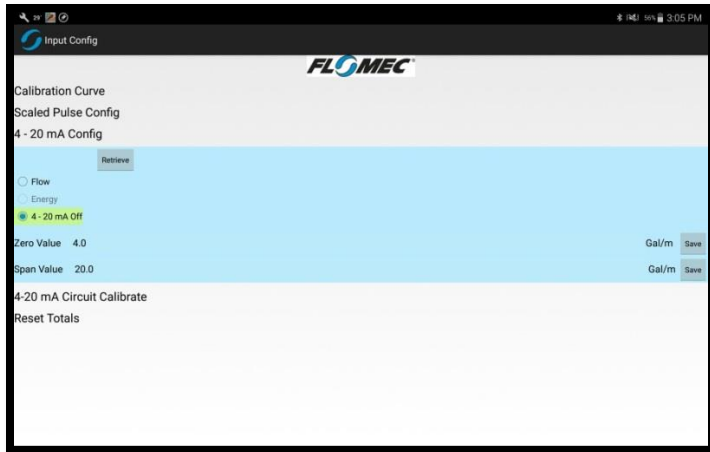 29° 56% 3:05 PM
Input Config
FLOMEC
Calibration Curve
Scaled Pulse Config
4 - 20 mA Config
Retrieve
Flow
Energy
4 - 20 mA Off
Zero Value 4.0 Gal/m Save
Span Value 20.0 Gal/m Save
4-20 mA Circuit Calibrate
Reset Totals